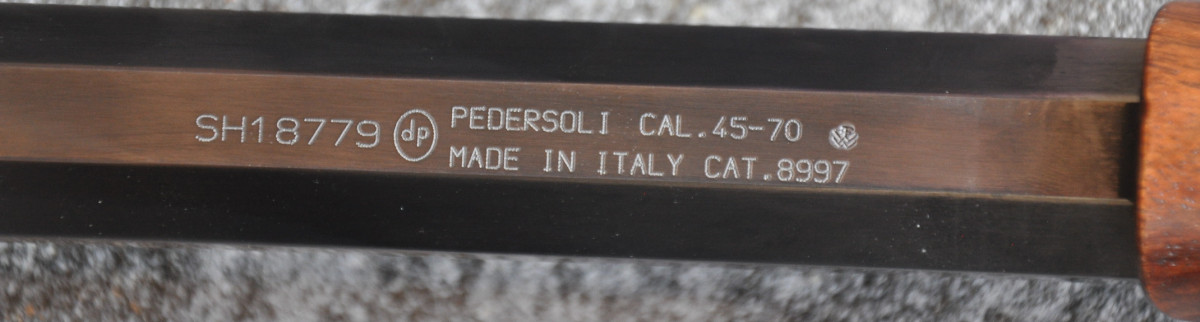 SH18779 dp PEDERSOLI CAL.45-70
MADE IN ITALY CAT.8997